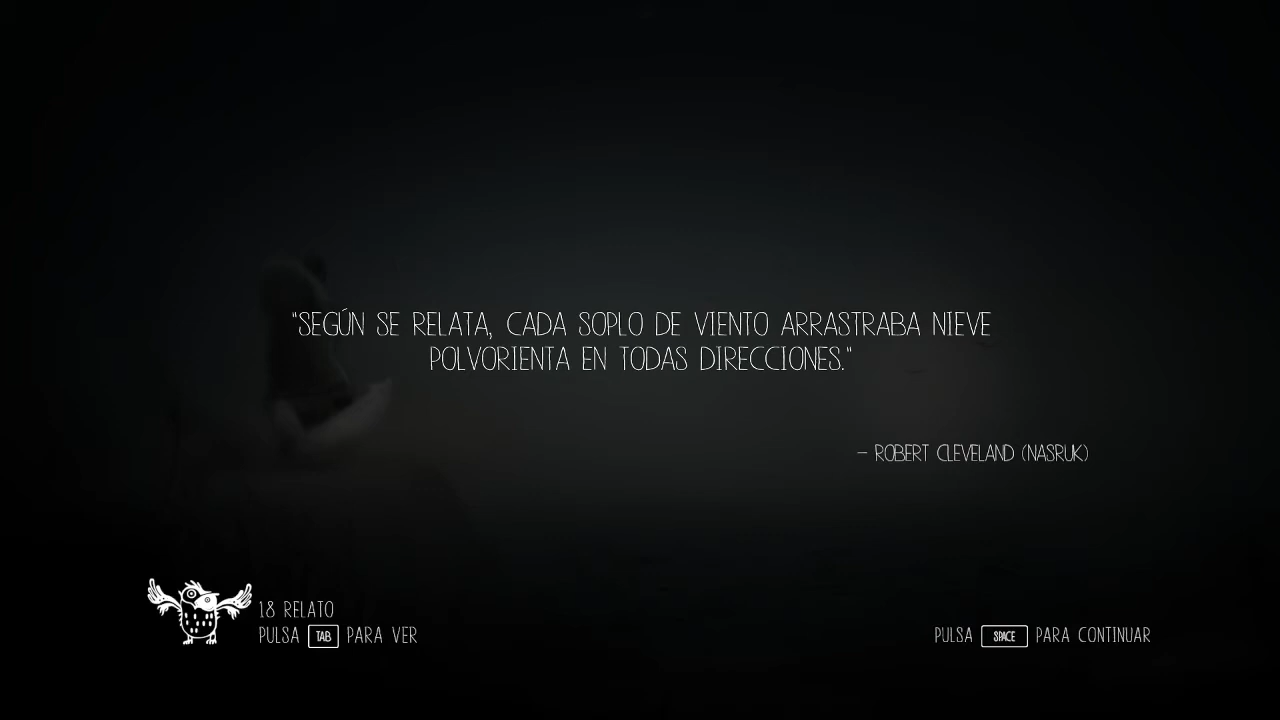 "SEGÚN SE RELATA, CADA SOPLO DE VIENTO ARRASTRABA NIEVE
POLVORIENTA EN TODAS DIRECCIONES."
– ROBERT CLEVELAND (NASRUK)
18 RELATO
PULSA TAB PARA VER
PULSA SPACE PARA CONTINUAR